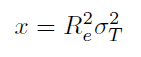 x = R_e^2 σ_T^2